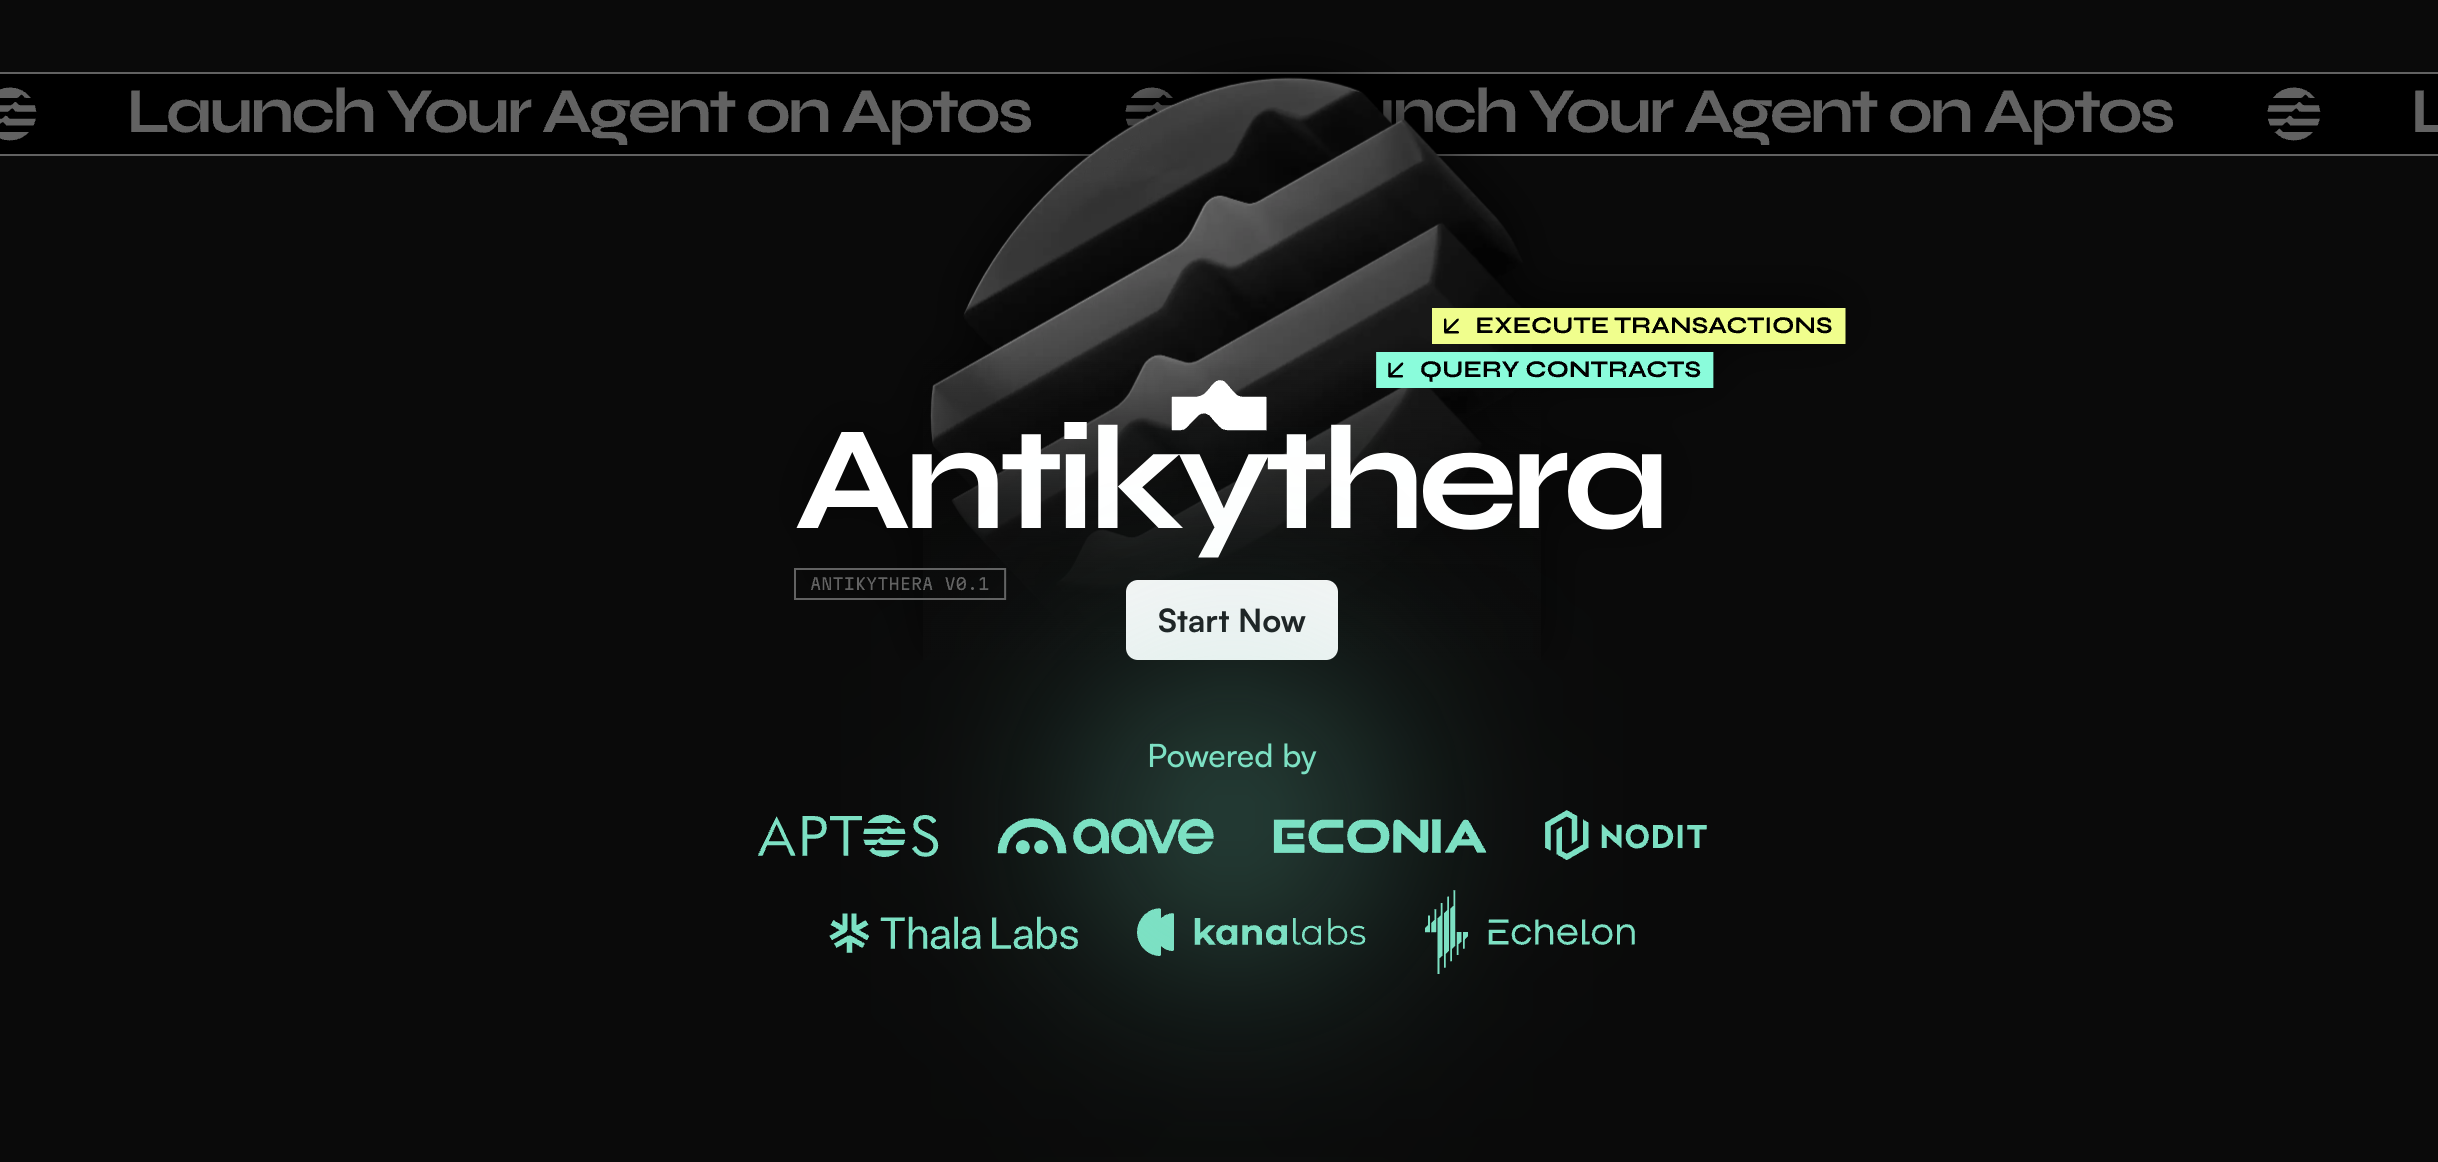 Launch Your Agent on Aptos nch Your Agent on Aptos L
EXECUTE TRANSACTIONS
QUERY CONTRACTS
Antikythera
ANTIKYTHERA V0.1
Start Now
Powered by
APTOS aave ECONIA NODIT
Thala Labs kanalabs Echelon